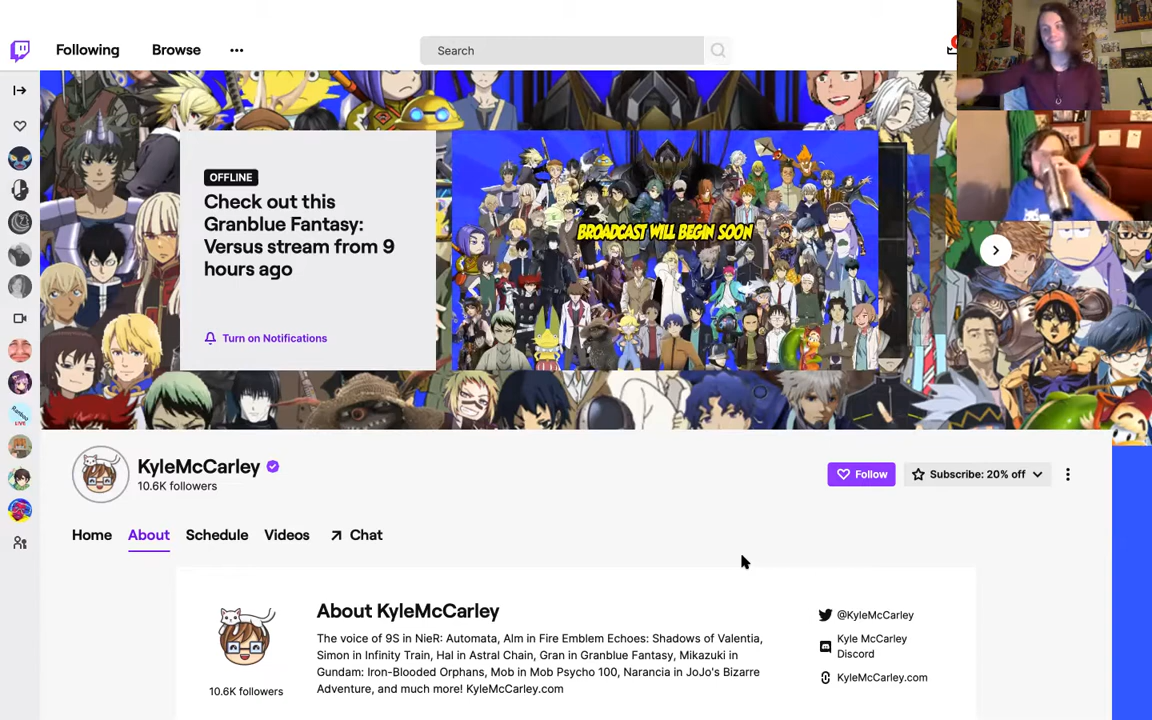 Following Browse
Search
OFFLINE
Check out this
Granblue Fantasy:
Versus stream from 9
hours ago
Turn on Notifications
BROADCAST WILL BEGIN SOON
KyleMcCarley
10.6K followers
Follow
Subscribe: 20% off
Home About Schedule Videos Chat
About KyleMcCarley
The voice of 9S in NieR: Automata, Alm in Fire Emblem Echoes: Shadows of Valentia,
Simon in Infinity Train, Hal in Astral Chain, Gran in Granblue Fantasy, Mikazuki in
Gundam: Iron-Blooded Orphans, Mob in Mob Psycho 100, Narancia in JoJo's Bizarre
Adventure, and much more! KyleMcCarley.com
10.6K followers
@KyleMcCarley
Kyle McCarley
Discord
KyleMcCarley.com